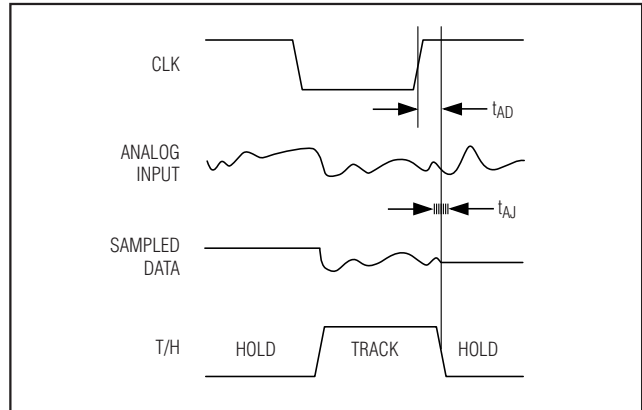 CLK
tAD
ANALOG
INPUT
tAJ
SAMPLED
DATA
T/H
HOLD
TRACK
HOLD